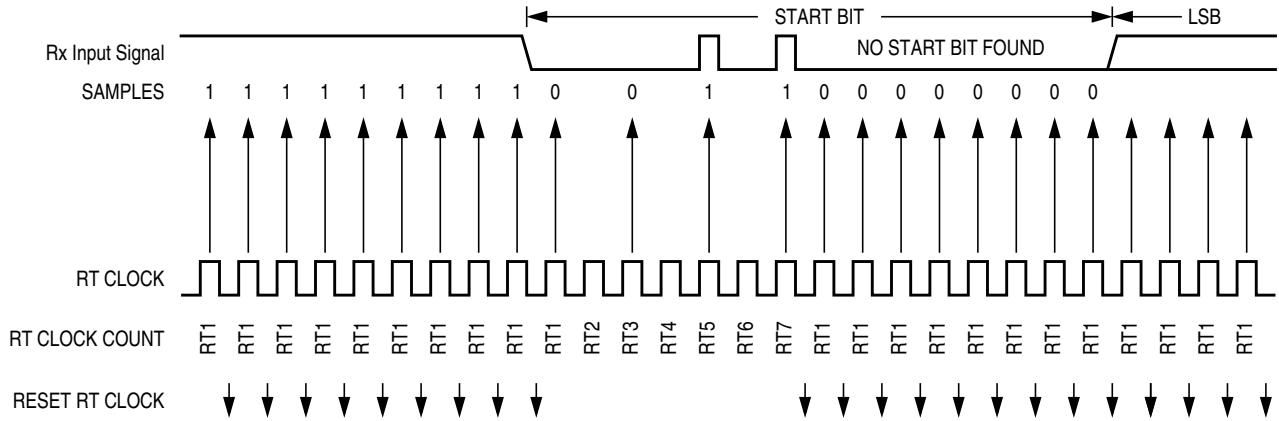 START BIT LSB
Rx Input Signal NO START BIT FOUND
SAMPLES 1 1 1 1 1 1 1 1 1 0 0 1 1 0 0 0 0 0 0 0 0
RT CLOCK
RT CLOCK COUNT RT1 RT1 RT1 RT1 RT1 RT1 RT1 RT1 RT1 RT1 RT2 RT3 RT4 RT5 RT6 RT7 RT1 RT1 RT1 RT1 RT1 RT1 RT1 RT1 RT1 RT1 RT1 RT1
RESET RT CLOCK